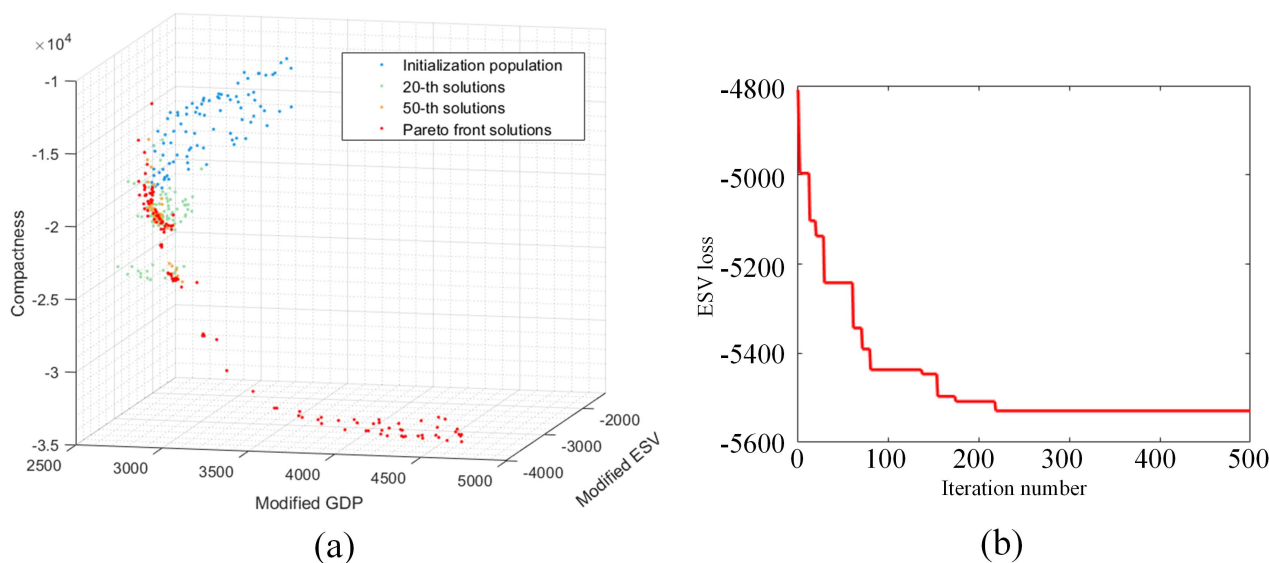 ×10⁴
-1
-1.5
-2
-2.5
-3
-3.5
Compactness
2500
3000
3500
4000
4500
5000
Modified GDP
-4000
-3000
-2000
Modified ESV
Initialization population
20-th solutions
50-th solutions
Pareto front solutions
(a)
-4800
-5000
-5200
-5400
-5600
ESV loss
0
100
200
300
400
500
Iteration number
(b)